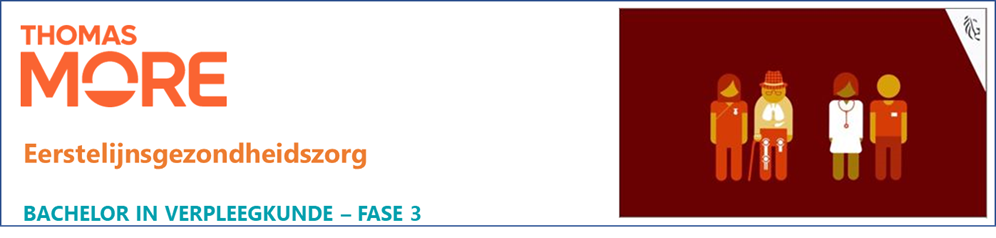 THOMAS
MORE
Eerstelijnsgezondheidszorg
BACHELOR IN VERPLEEGKUNDE – FASE 3